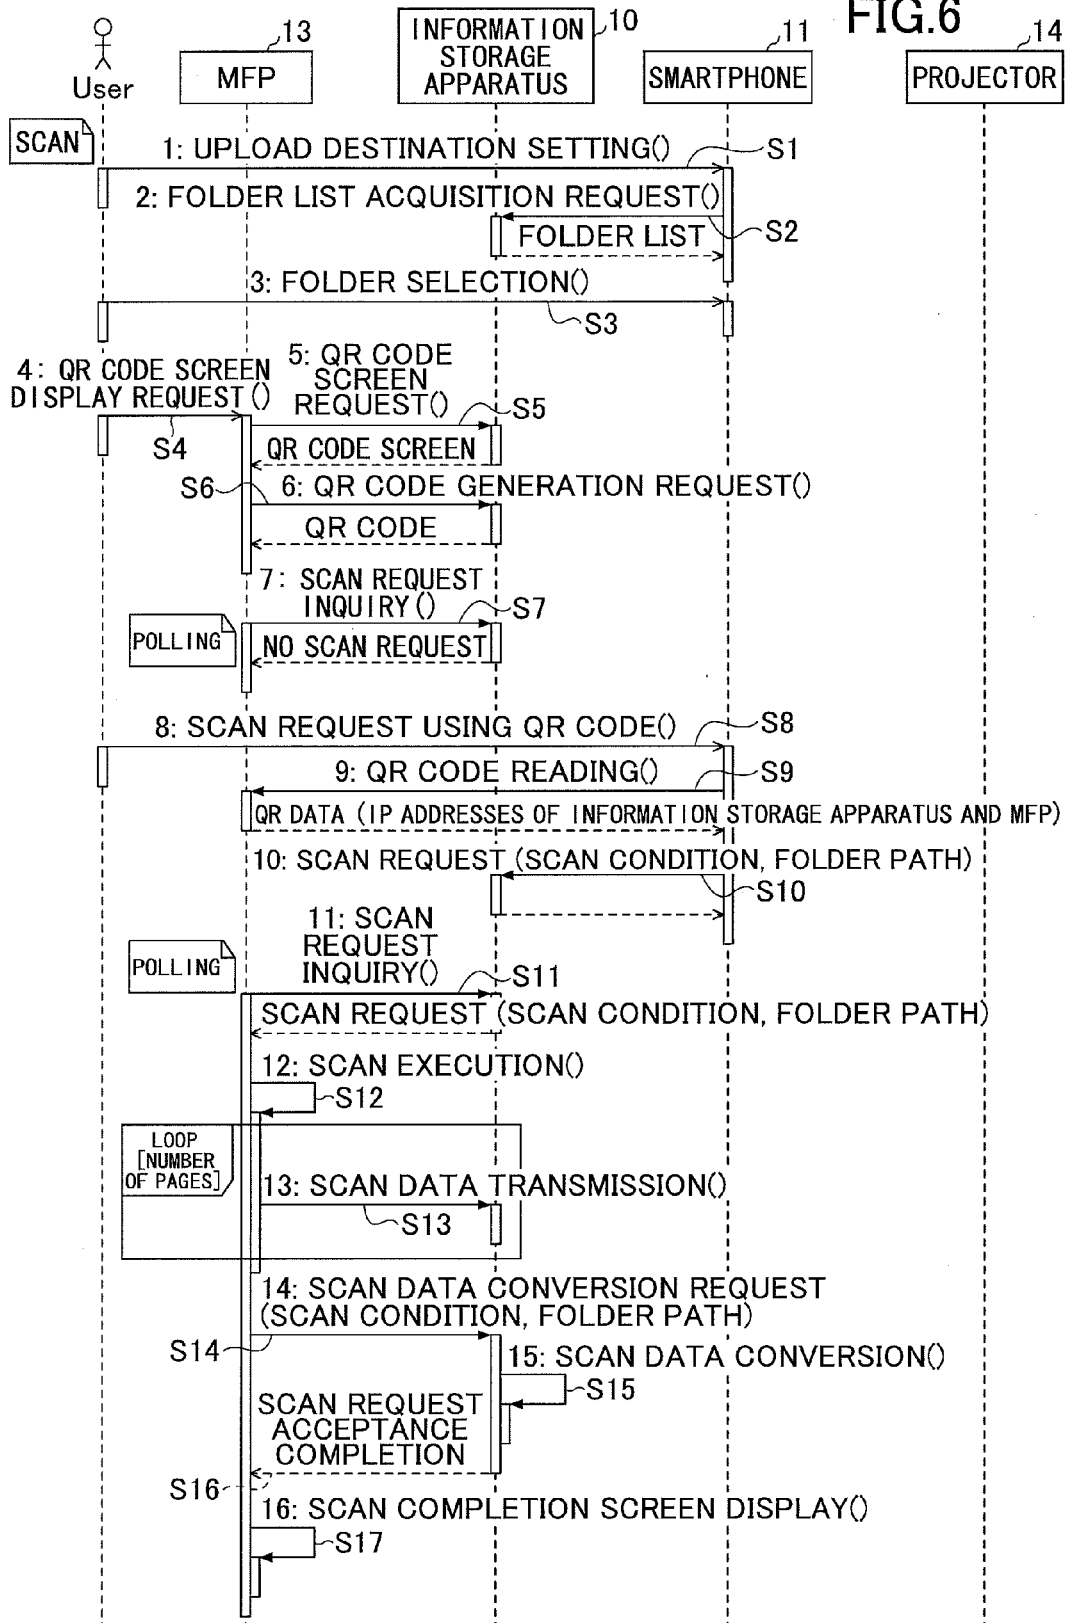 FIG.6
User
13
MFP
10
INFORMATION
STORAGE
APPARATUS
11
SMARTPHONE
14
PROJECTOR
SCAN
1: UPLOAD DESTINATION SETTING()
S1
2: FOLDER LIST ACQUISITION REQUEST()
S2
FOLDER LIST
3: FOLDER SELECTION()
S3
4: QR CODE SCREEN
DISPLAY REQUEST()
S4
5: QR CODE
SCREEN
REQUEST()
S5
QR CODE SCREEN
S6
6: QR CODE GENERATION REQUEST()
QR CODE
7: SCAN REQUEST
INQUIRY()
S7
POLLING
NO SCAN REQUEST
8: SCAN REQUEST USING QR CODE()
S8
9: QR CODE READING()
S9
QR DATA (IP ADDRESSES OF INFORMATION STORAGE APPARATUS AND MFP)
10: SCAN REQUEST (SCAN CONDITION, FOLDER PATH)
S10
11: SCAN
REQUEST
INQUIRY()
S11
POLLING
SCAN REQUEST (SCAN CONDITION, FOLDER PATH)
12: SCAN EXECUTION()
S12
LOOP
[NUMBER
OF PAGES]
13: SCAN DATA TRANSMISSION()
S13
14: SCAN DATA CONVERSION REQUEST
(SCAN CONDITION, FOLDER PATH)
S14
15: SCAN DATA CONVERSION()
S15
SCAN REQUEST
ACCEPTANCE
COMPLETION
S16
16: SCAN COMPLETION SCREEN DISPLAY()
S17